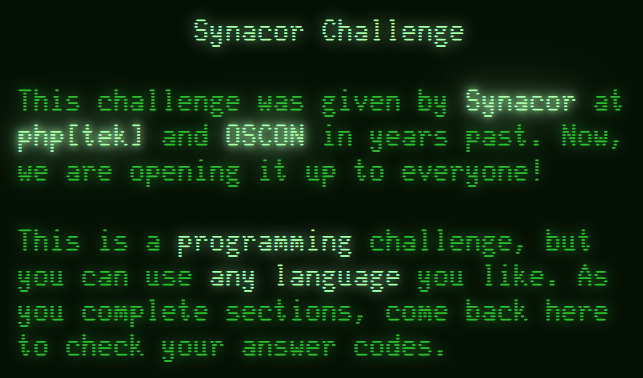 Synacor Challenge
This challenge was given by Synacor at
php[tek] and OSCON in years past. Now,
we are opening it up to everyone!
This is a programming challenge, but
you can use any language you like. As
you complete sections, come back here
to check your answer codes.